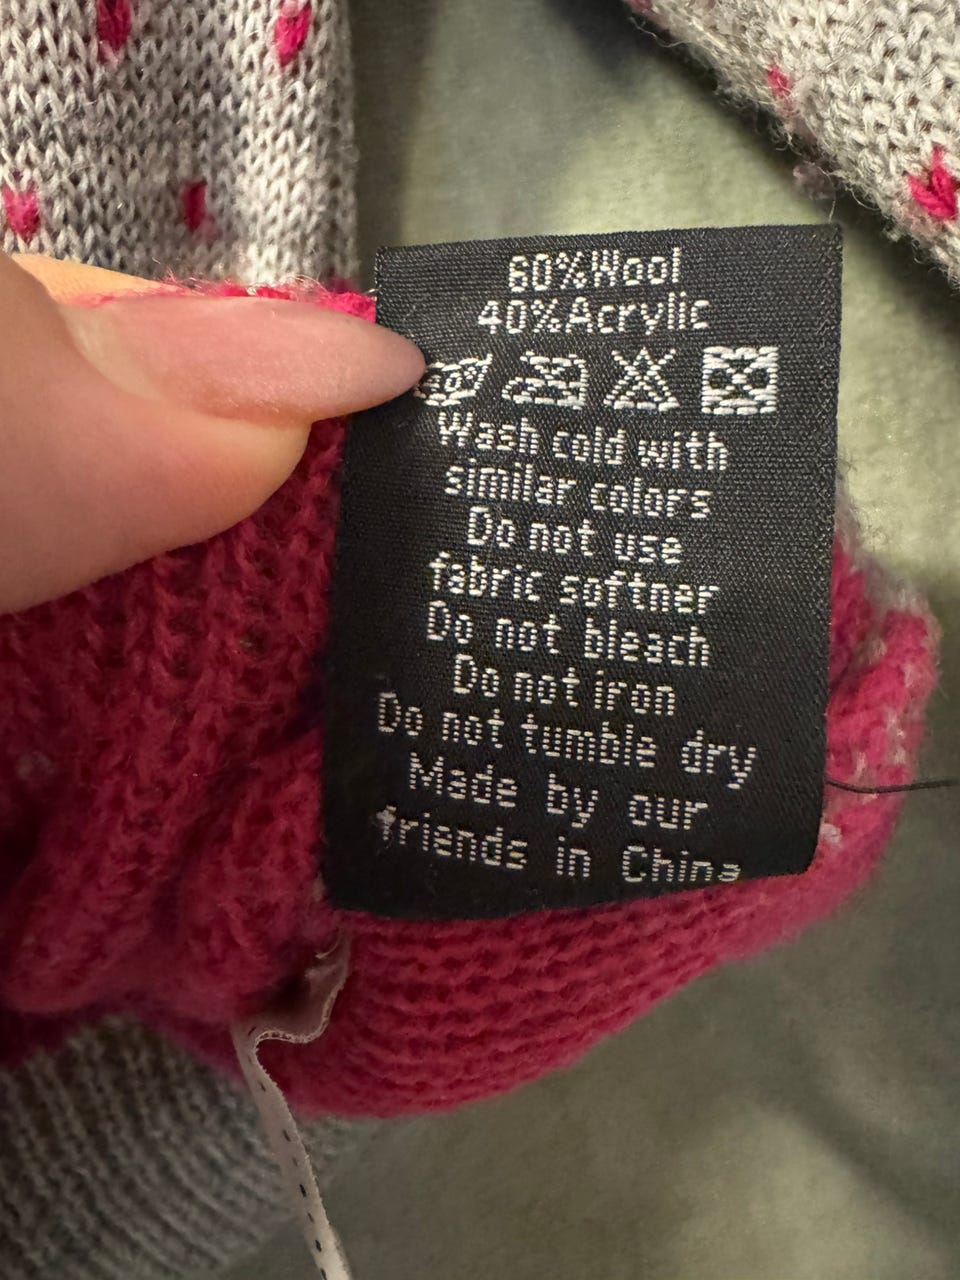 60%Wool
40%Acrylic
Wash cold with
similar colors
Do not use
fabric softner
Do not bleach
Do not iron
Do not tumble dry
Made by our
friends in China